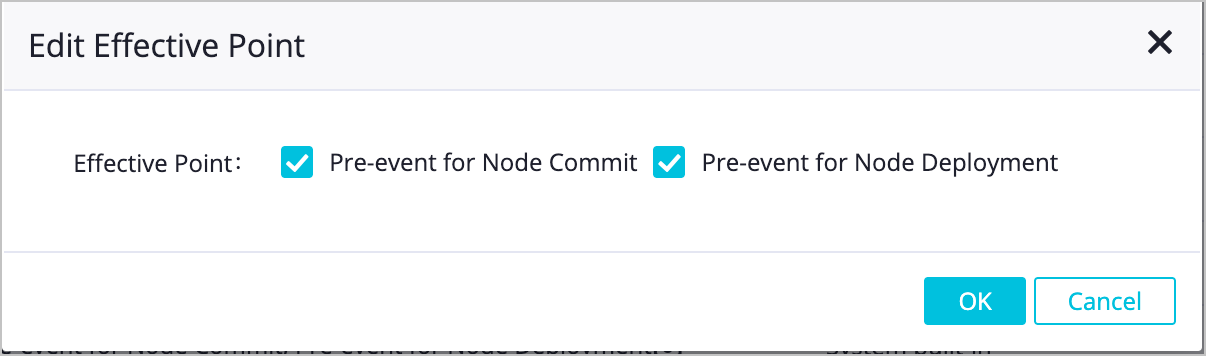 Edit Effective Point
Effective Point: Pre-event for Node Commit Pre-event for Node Deployment
OK Cancel